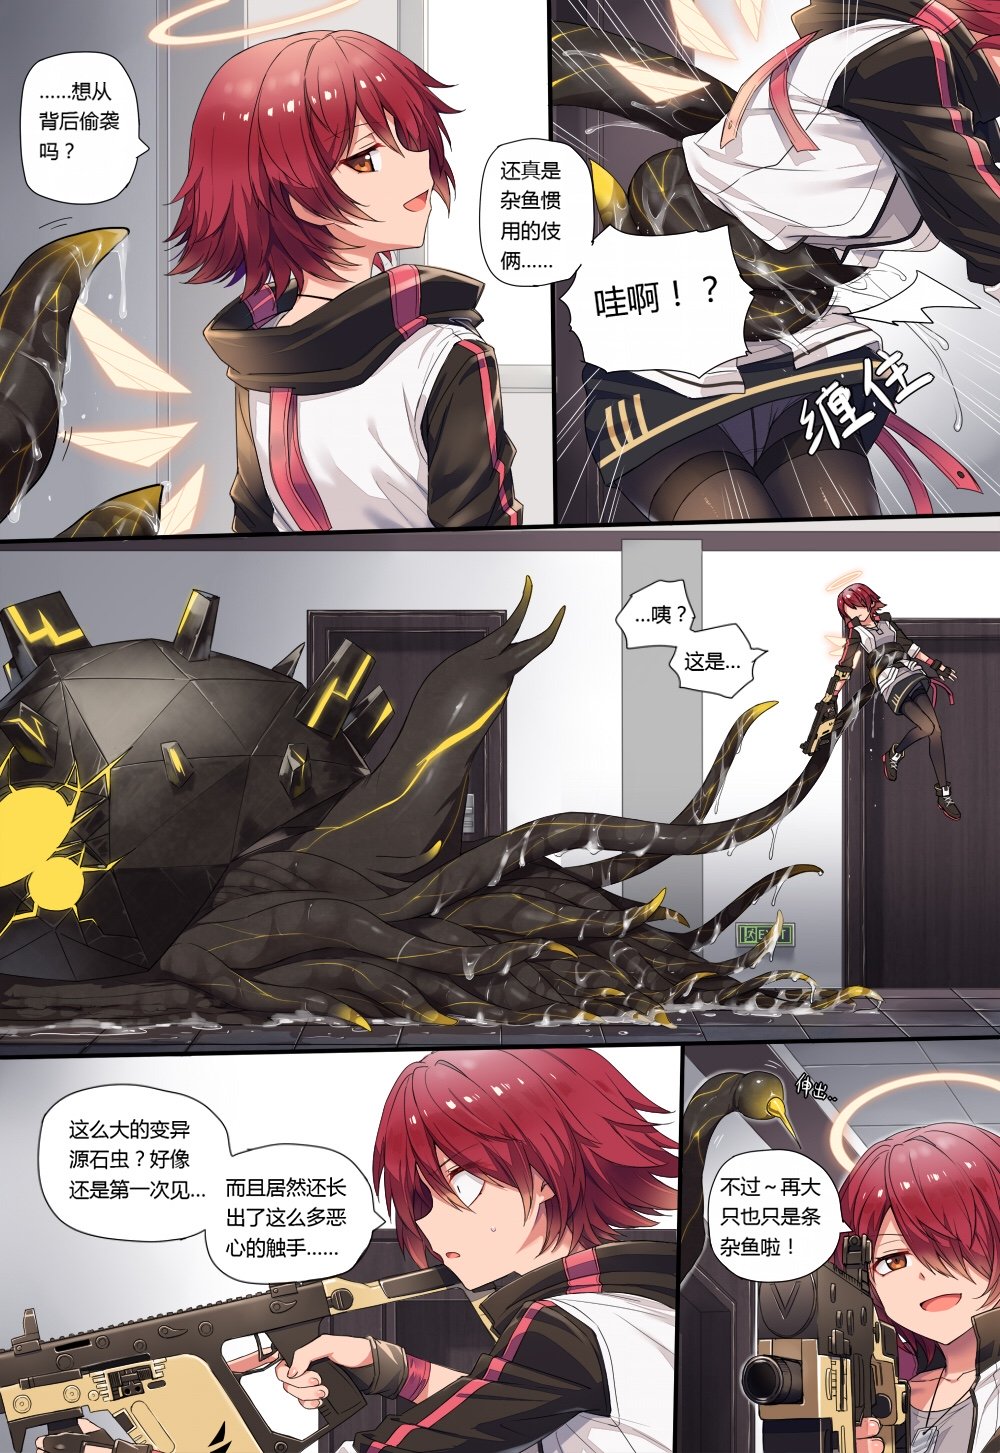 ……想从
背后偷袭
吗？
还真是
杂鱼惯
用的伎
俩……
哇啊！？
缠住
…咦？
这是…
EXIT
这么大的变异
源石虫？好像
还是第一次见…
而且居然还长
出了这么多恶
心的触手……
伸出..
不过～再大
只也只是条
杂鱼啦！